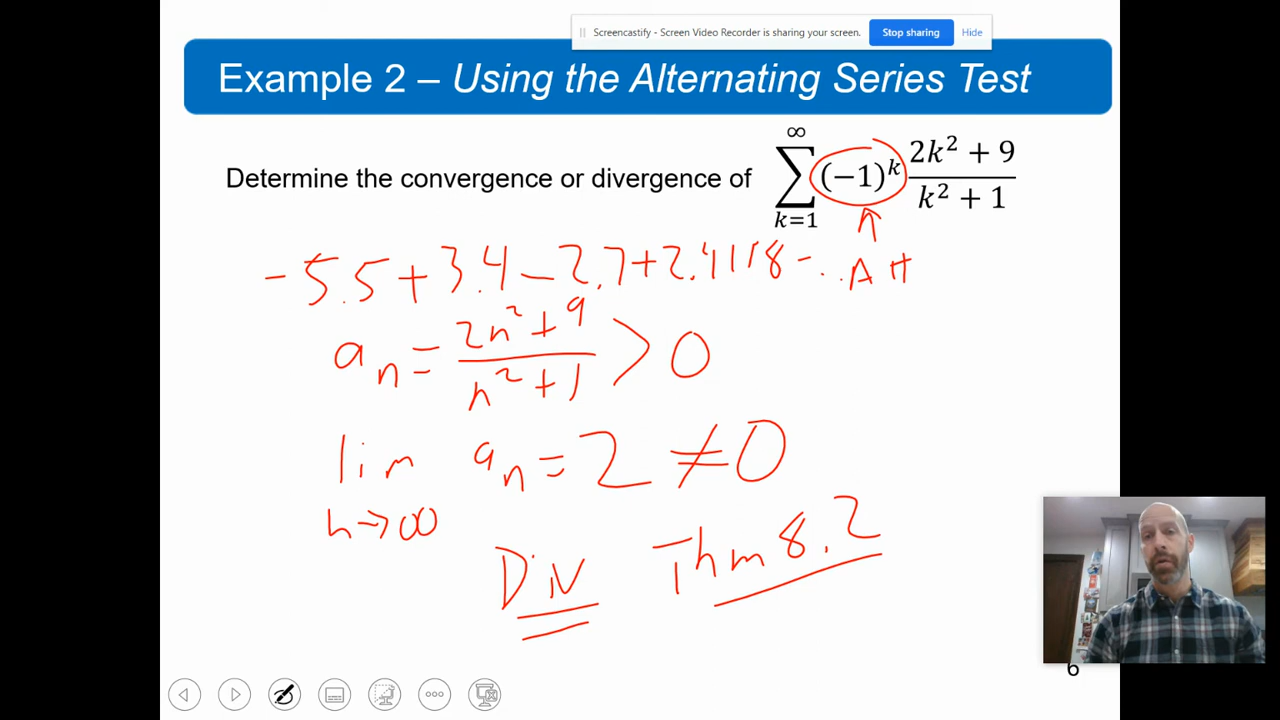 Screencastify - Screen Video Recorder is sharing your screen. Stop sharing Hide
Example 2 – Using the Alternating Series Test
Determine the convergence or divergence of ∑_{k=1}^{∞} (−1)^k (2k² + 9)/(k² + 1)
-5.5 + 3.4 - 2.7 + 2.4118 - ... Alt
a_n = (2n² + 9)/(n² + 1) > 0
lim_{n→∞} a_n = 2 ≠ 0
Div Thm 8.2
6